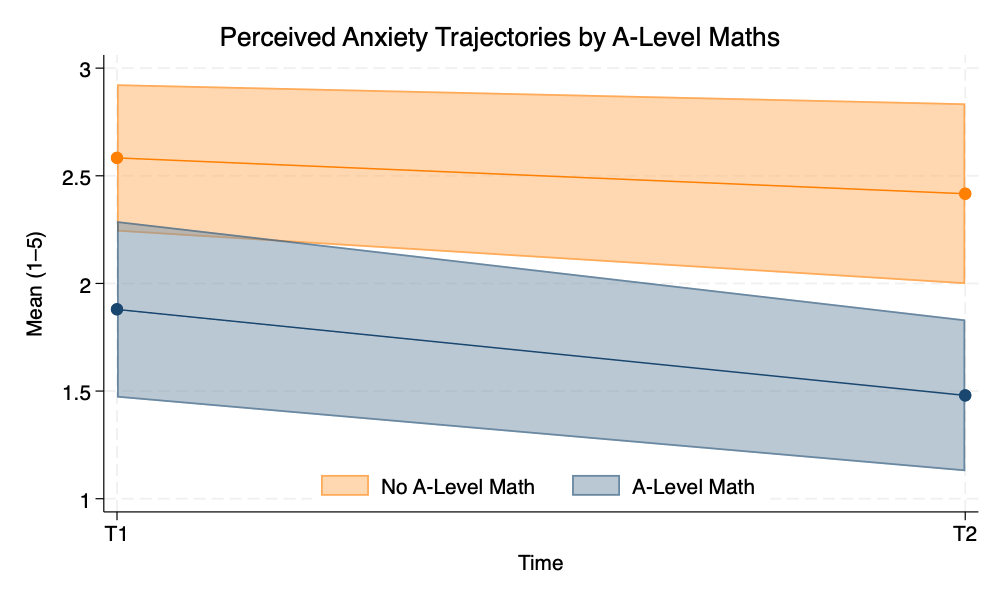 Perceived Anxiety Trajectories by A-Level Maths
3
2.5
2
1.5
1
Mean (1–5)
No A-Level Math
A-Level Math
T1
T2
Time